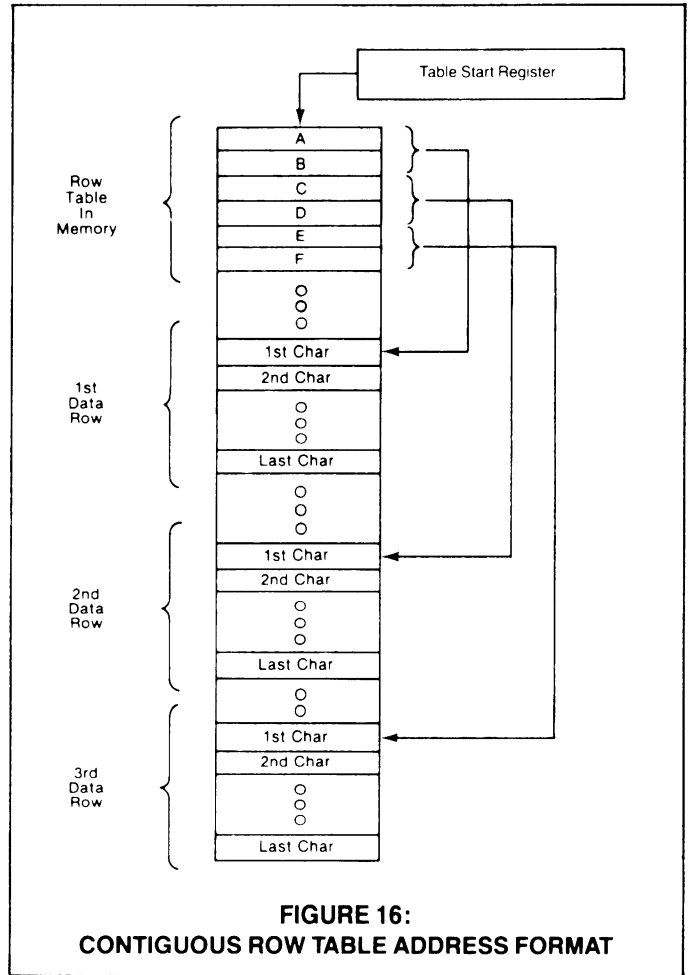 Table Start Register
A
B
C
D
E
F
Row
Table
In
Memory
1st Char
2nd Char
Last Char
1st
Data
Row
1st Char
2nd Char
Last Char
2nd
Data
Row
1st Char
2nd Char
Last Char
3rd
Data
Row
FIGURE 16:
CONTIGUOUS ROW TABLE ADDRESS FORMAT